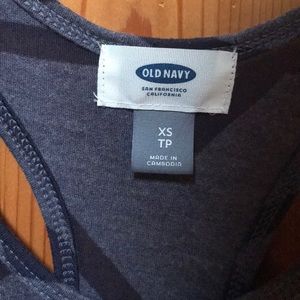 OLD NAVY
SAN FRANCISCO
CALIFORNIA
XS
TP
MADE IN
CAMBODIA